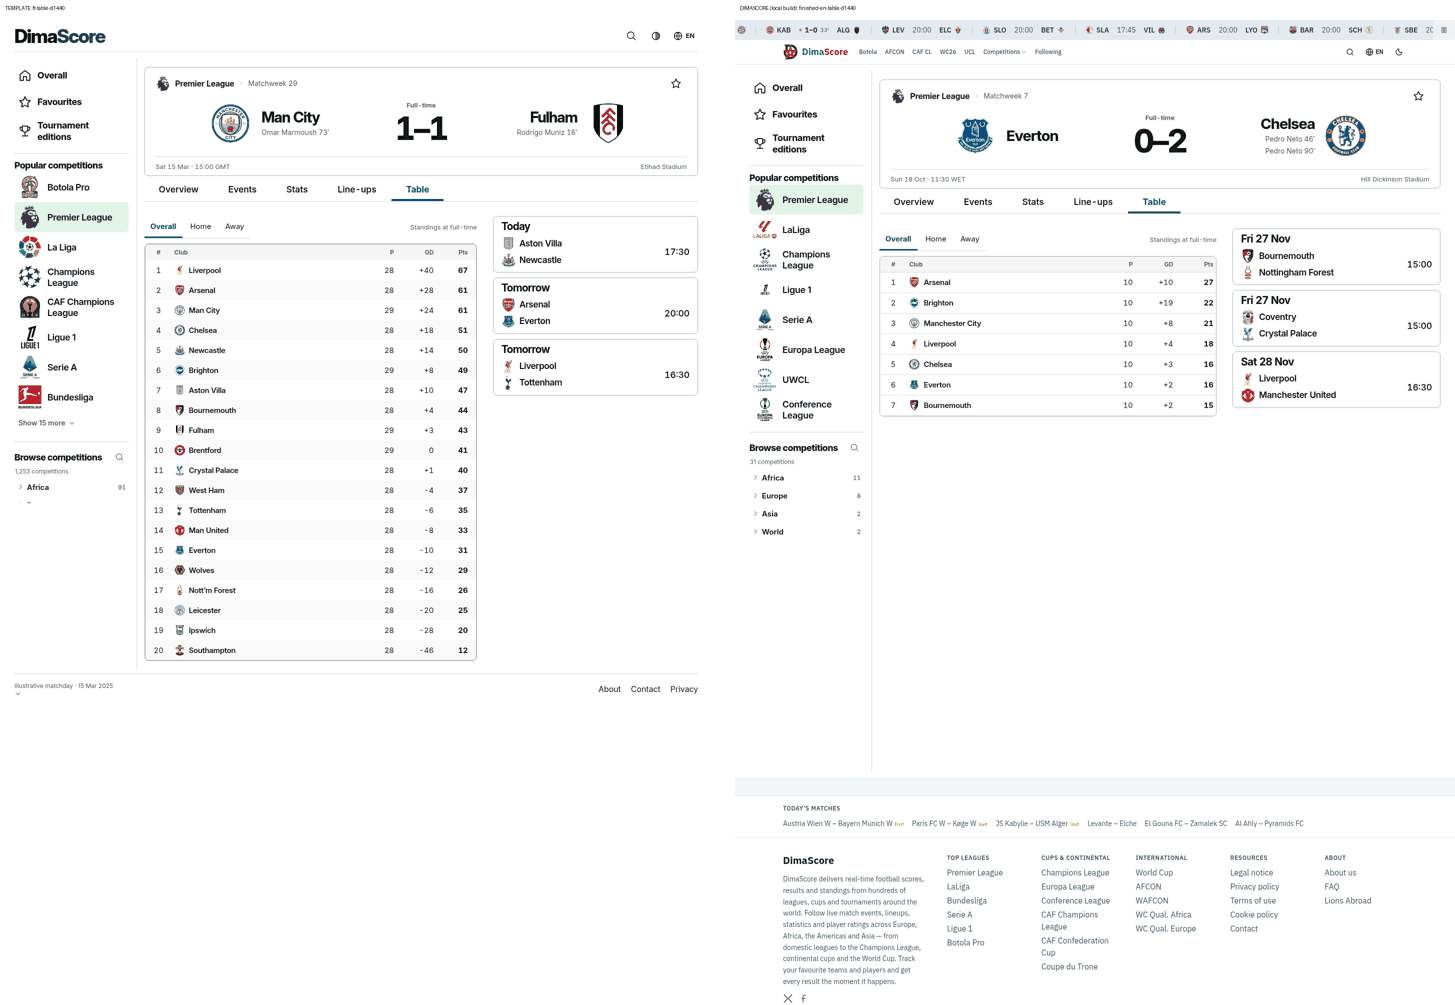 TEMPLATE ft-table-d1440
DimaScore
EN
Overall
Favourites
Tournament editions
Popular competitions
Botola Pro
Premier League
La Liga
Champions League
CAF Champions League
Ligue 1
Serie A
Bundesliga
Show 15 more
Browse competitions
1,253 competitions
Africa 91
Premier League · Matchweek 29
Man City
Omar Marmoush 73'
Full-time
1–1
Fulham
Rodrigo Muniz 16'
Sat 15 Mar · 15:00 GMT
Etihad Stadium
Overview Events Stats Line-ups Table
Overall Home Away
Standings at full-time
# Club P GD Pts
1 Liverpool 28 +40 67
2 Arsenal 28 +28 61
3 Man City 29 +24 61
4 Chelsea 28 +18 51
5 Newcastle 28 +14 50
6 Brighton 29 +8 49
7 Aston Villa 28 +10 47
8 Bournemouth 28 +4 44
9 Fulham 29 +3 43
10 Brentford 29 0 41
11 Crystal Palace 28 +1 40
12 West Ham 28 -4 37
13 Tottenham 28 -6 35
14 Man United 28 -8 33
15 Everton 28 -10 31
16 Wolves 28 -12 29
17 Nott'm Forest 28 -16 26
18 Leicester 28 -20 25
19 Ipswich 28 -28 20
20 Southampton 28 -46 12
Today
Aston Villa
Newcastle
17:30
Tomorrow
Arsenal
Everton
20:00
Tomorrow
Liverpool
Tottenham
16:30
Illustrative matchday · 15 Mar 2025
About Contact Privacy
DIMASCORE (local build) finished-en-table-d1440
KAB 1-0 33' ALG
LEV 20:00 ELC
SLO 20:00 BET
SLA 17:45 VIL
ARS 20:00 LYO
BAR 20:00 SCH
SBE
DimaScore
Botola AFCON CAF CL WC26 UCL Competitions Following
EN
Overall
Favourites
Tournament editions
Popular competitions
Premier League
LaLiga
Champions League
Ligue 1
Serie A
Europa League
UWCL
Conference League
Browse competitions
31 competitions
Africa 11
Europe 8
Asia 2
World 2
Premier League · Matchweek 7
Everton
Full-time
0–2
Chelsea
Pedro Neto 46'
Pedro Neto 90'
Sun 18 Oct · 11:30 WET
Hill Dickinson Stadium
Overview Events Stats Line-ups Table
Overall Home Away
Standings at full-time
# Club P GD Pts
1 Arsenal 10 +10 27
2 Brighton 10 +19 22
3 Manchester City 10 +8 21
4 Liverpool 10 +4 18
5 Chelsea 10 +3 16
6 Everton 10 +2 16
7 Bournemouth 10 +2 15
Fri 27 Nov
Bournemouth
Nottingham Forest
15:00
Fri 27 Nov
Coventry
Crystal Palace
15:00
Sat 28 Nov
Liverpool
Manchester United
16:30
TODAY'S MATCHES
Austria Wien W – Bayern Munich W live Paris FC W – Køge W live JS Kabylie – USM Alger live Levante – Elche El Gouna FC – Zamalek SC Al Ahly – Pyramids FC
DimaScore
DimaScore delivers real-time football scores,
results and standings from hundreds of
leagues, cups and tournaments around the
world. Follow live match events, lineups,
statistics and player ratings across Europe,
Africa, the Americas and Asia — from
domestic leagues to the Champions League,
continental cups and the World Cup. Track
your favourite teams and players and get
every result the moment it happens.
TOP LEAGUES
Premier League
LaLiga
Bundesliga
Serie A
Ligue 1
Botola Pro
CUPS & CONTINENTAL
Champions League
Europa League
Conference League
CAF Champions
League
CAF Confederation
Cup
Coupe du Trone
INTERNATIONAL
World Cup
AFCON
WAFCON
WC Qual. Africa
WC Qual. Europe
RESOURCES
Legal notice
Privacy policy
Terms of use
Cookie policy
Contact
ABOUT
About us
FAQ
Lions Abroad